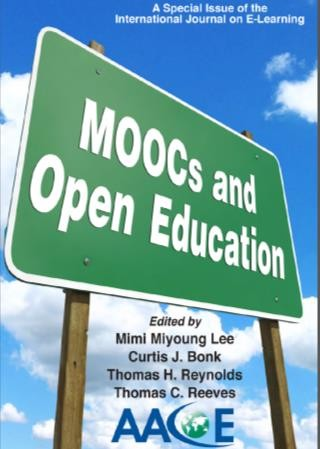 A Special Issue of the
International Journal on E-Learning
MOOCs and
Open Education
Edited by
Mimi Miyoung Lee
Curtis J. Bonk
Thomas H. Reynolds
Thomas C. Reeves
AACE